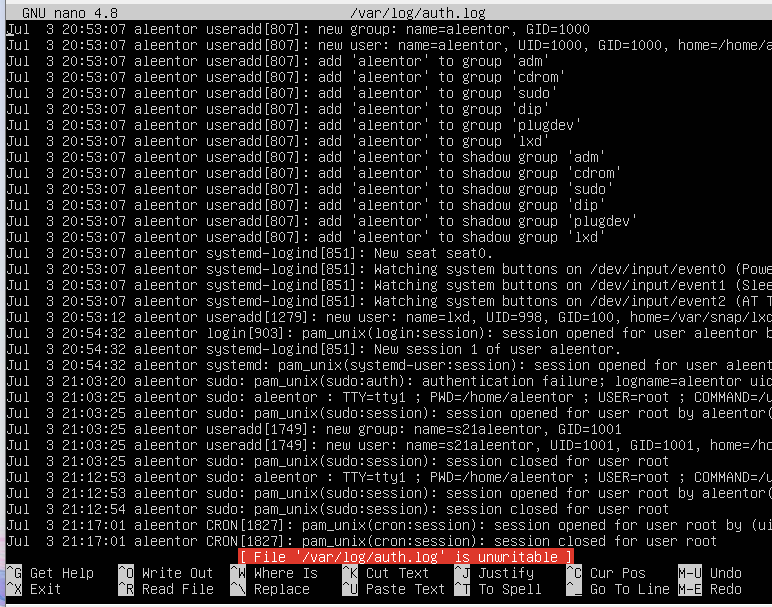 GNU nano 4.8 /var/log/auth.log
Jul  3 20:53:07 aleentor useradd[807]: new group: name=aleentor, GID=1000
Jul  3 20:53:07 aleentor useradd[807]: new user: name=aleentor, UID=1000, GID=1000, home=/home/a
Jul  3 20:53:07 aleentor useradd[807]: add 'aleentor' to group 'adm'
Jul  3 20:53:07 aleentor useradd[807]: add 'aleentor' to group 'cdrom'
Jul  3 20:53:07 aleentor useradd[807]: add 'aleentor' to group 'sudo'
Jul  3 20:53:07 aleentor useradd[807]: add 'aleentor' to group 'dip'
Jul  3 20:53:07 aleentor useradd[807]: add 'aleentor' to group 'plugdev'
Jul  3 20:53:07 aleentor useradd[807]: add 'aleentor' to group 'lxd'
Jul  3 20:53:07 aleentor useradd[807]: add 'aleentor' to shadow group 'adm'
Jul  3 20:53:07 aleentor useradd[807]: add 'aleentor' to shadow group 'cdrom'
Jul  3 20:53:07 aleentor useradd[807]: add 'aleentor' to shadow group 'sudo'
Jul  3 20:53:07 aleentor useradd[807]: add 'aleentor' to shadow group 'dip'
Jul  3 20:53:07 aleentor useradd[807]: add 'aleentor' to shadow group 'plugdev'
Jul  3 20:53:07 aleentor useradd[807]: add 'aleentor' to shadow group 'lxd'
Jul  3 20:53:07 aleentor systemd-logind[851]: New seat seat0.
Jul  3 20:53:07 aleentor systemd-logind[851]: Watching system buttons on /dev/input/event0 (Powe
Jul  3 20:53:07 aleentor systemd-logind[851]: Watching system buttons on /dev/input/event1 (Slee
Jul  3 20:53:07 aleentor systemd-logind[851]: Watching system buttons on /dev/input/event2 (AT T
Jul  3 20:53:12 aleentor useradd[1279]: new user: name=lxd, UID=998, GID=100, home=/var/snap/lxd
Jul  3 20:54:32 aleentor login[903]: pam_unix(login:session): session opened for user aleentor b
Jul  3 20:54:32 aleentor systemd-logind[851]: New session 1 of user aleentor.
Jul  3 20:54:32 aleentor systemd: pam_unix(systemd-user:session): session opened for user aleent
Jul  3 21:03:20 aleentor sudo: pam_unix(sudo:auth): authentication failure; logname=aleentor uid
Jul  3 21:03:25 aleentor sudo: aleentor : TTY=tty1 ; PWD=/home/aleentor ; USER=root ; COMMAND=/u
Jul  3 21:03:25 aleentor sudo: pam_unix(sudo:session): session opened for user root by aleentor(
Jul  3 21:03:25 aleentor useradd[1749]: new group: name=s21aleentor, GID=1001
Jul  3 21:03:25 aleentor useradd[1749]: new user: name=s21aleentor, UID=1001, GID=1001, home=/ho
Jul  3 21:03:25 aleentor sudo: pam_unix(sudo:session): session closed for user root
Jul  3 21:12:53 aleentor sudo: aleentor : TTY=tty1 ; PWD=/home/aleentor ; USER=root ; COMMAND=/u
Jul  3 21:12:53 aleentor sudo: pam_unix(sudo:session): session opened for user root by aleentor(
Jul  3 21:12:54 aleentor sudo: pam_unix(sudo:session): session closed for user root
Jul  3 21:17:01 aleentor CRON[1827]: pam_unix(cron:session): session opened for user root by (ui
Jul  3 21:17:01 aleentor CRON[1827]: pam_unix(cron:session): session closed for user root
[ File '/var/log/auth.log' is unwritable ]
^G Get Help ^O Write Out ^W Where Is ^K Cut Text ^J Justify ^C Cur Pos M-U Undo
^X Exit ^R Read File ^\ Replace ^U Paste Text ^T To Spell ^_ Go To Line M-E Redo